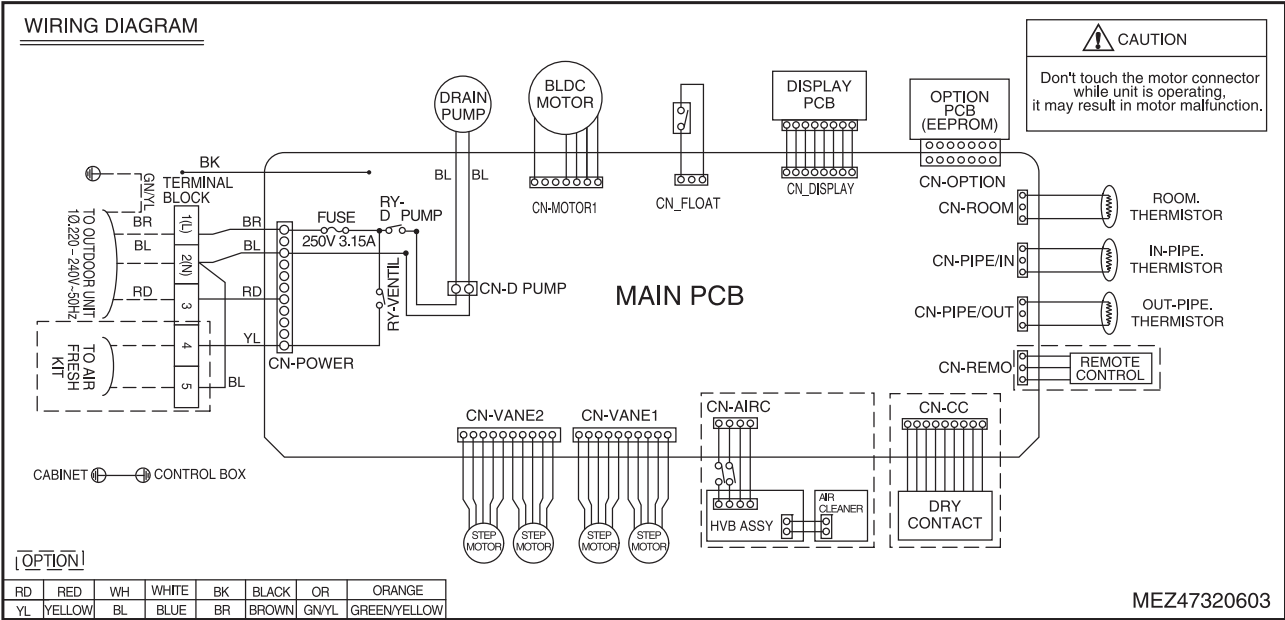 WIRING DIAGRAM
CAUTION
Don't touch the motor connector
while unit is operating,
it may result in motor malfunction.
DRAIN
PUMP
BLDC
MOTOR
DISPLAY
PCB
OPTION
PCB
(EEPROM)
BK
BL
BL
CN-MOTOR1
CN_FLOAT
CN_DISPLAY
CN-OPTION
GN/YL
TERMINAL
BLOCK
TO OUTDOOR UNIT
1Ø,220 - 240V~50Hz
BR
BL
RD
1(L)
2(N)
3
4
5
BR
BL
RD
YL
BL
TO AIR
FRESH
KIT
FUSE
250V 3.15A
RY-
D_PUMP
RY-VENTIL
CN-D PUMP
CN-POWER
MAIN PCB
CN-ROOM
ROOM.
THERMISTOR
CN-PIPE/IN
IN-PIPE.
THERMISTOR
CN-PIPE/OUT
OUT-PIPE.
THERMISTOR
CN-REMO
REMOTE
CONTROL
CN-VANE2
CN-VANE1
CN-AIRC
CN-CC
STEP
MOTOR
STEP
MOTOR
STEP
MOTOR
STEP
MOTOR
HVB ASSY
AIR
CLEANER
DRY
CONTACT
CABINET
CONTROL BOX
OPTION
RD RED WH WHITE BK BLACK OR ORANGE
YL YELLOW BL BLUE BR BROWN GN/YL GREEN/YELLOW
MEZ47320603